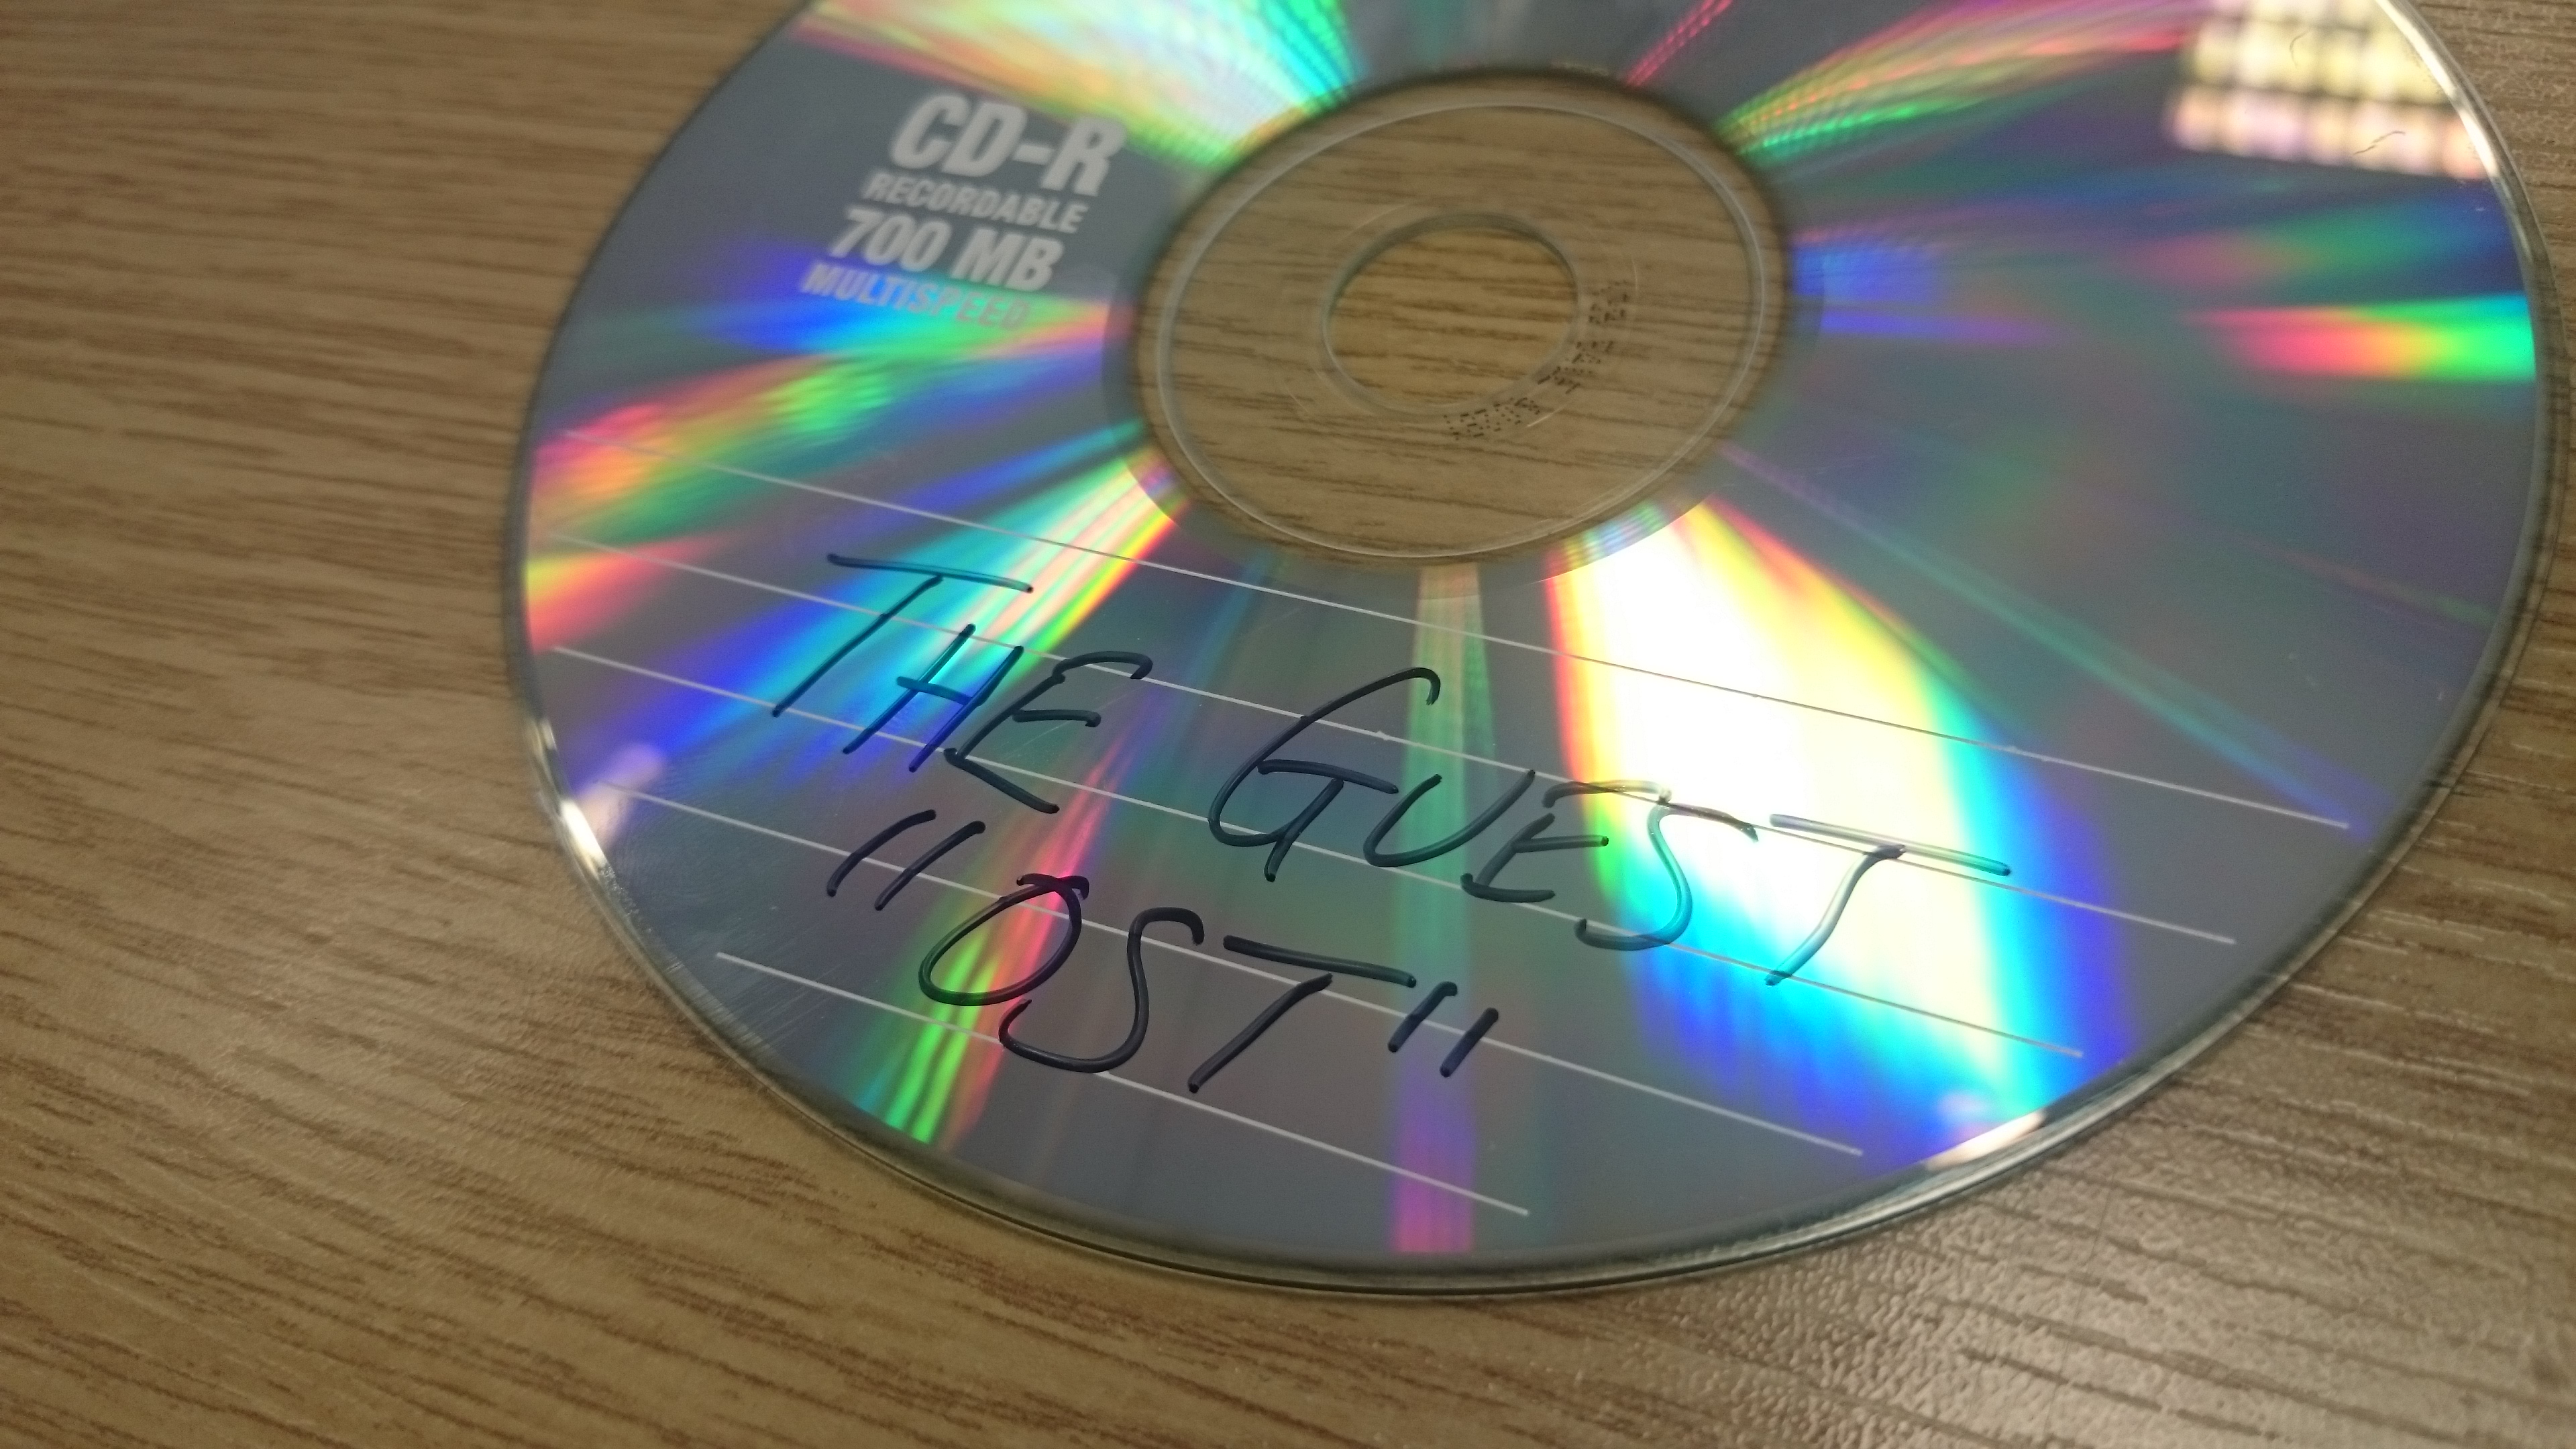 CD-R
RECORDABLE
700 MB
MULTISPEED
THE GUEST
"OST"